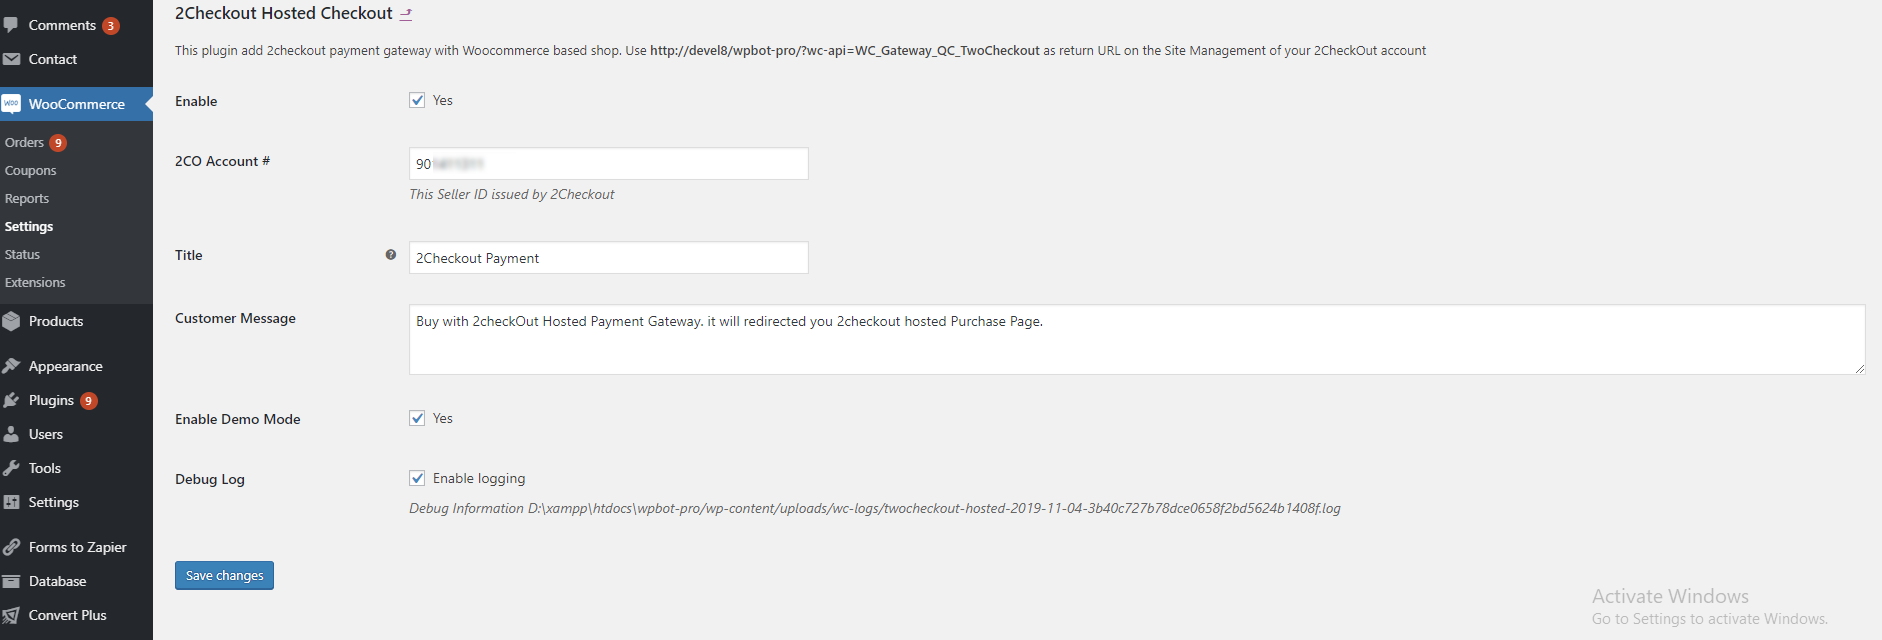 Comments 3
Contact
WooCommerce
Orders 9
Coupons
Reports
Settings
Status
Extensions
Products
Appearance
Plugins 9
Users
Tools
Settings
Forms to Zapier
Database
Convert Plus
2Checkout Hosted Checkout
This plugin add 2checkout payment gateway with Woocommerce based shop. Use http://devel8/wpbot-pro/?wc-api=WC_Gateway_QC_TwoCheckout as return URL on the Site Management of your 2CheckOut account
Enable Yes
2CO Account # 90
This Seller ID issued by 2Checkout
Title ? 2Checkout Payment
Customer Message Buy with 2checkOut Hosted Payment Gateway. it will redirected you 2checkout hosted Purchase Page.
Enable Demo Mode Yes
Debug Log Enable logging
Debug Information D:\xampp\htdocs\wpbot-pro/wp-content/uploads/wc-logs/twocheckout-hosted-2019-11-04-3b40c727b78dce0658f2bd5624b1408f.log
Save changes
Activate Windows
Go to Settings to activate Windows.